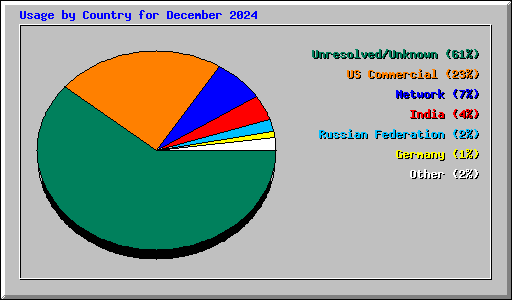 Usage by Country for December 2024
Unresolved/Unknown (61%)
US Commercial (23%)
Network (7%)
India (4%)
Russian Federation (2%)
Germany (1%)
Other (2%)